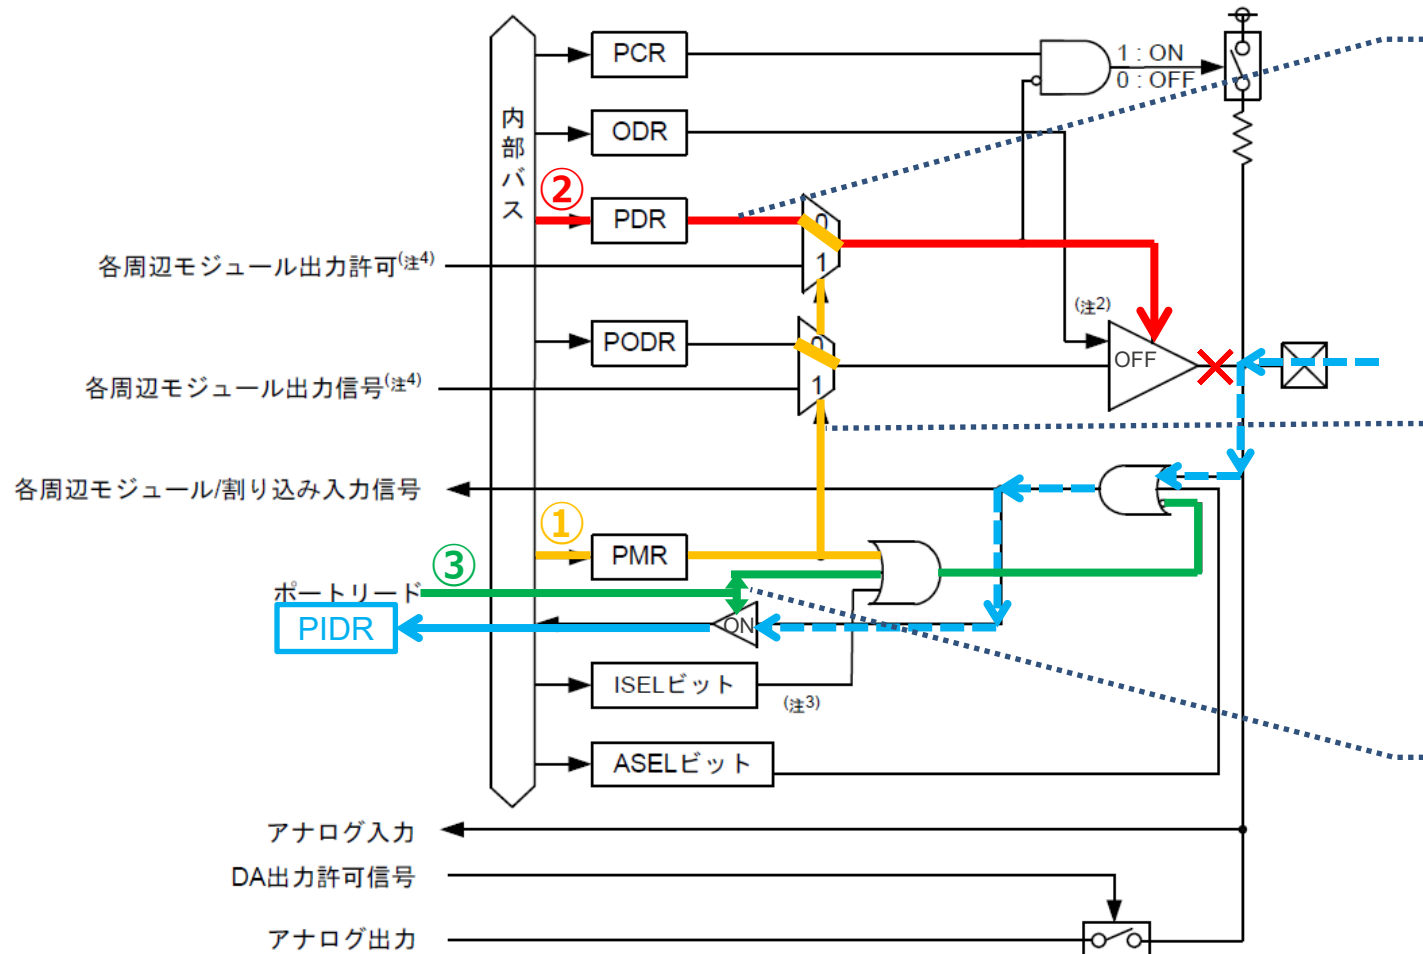 PCR
1 : ON
0 : OFF
内部バス
ODR
②
PDR
0
各周辺モジュール出力許可(注4)
1
(注2)
PODR
0
OFF
各周辺モジュール出力信号(注4)
1
各周辺モジュール/割り込み入力信号
①
PMR
③
ポートリード
PIDR
ON
ISELビット
(注3)
ASELビット
アナログ入力
DA出力許可信号
アナログ出力